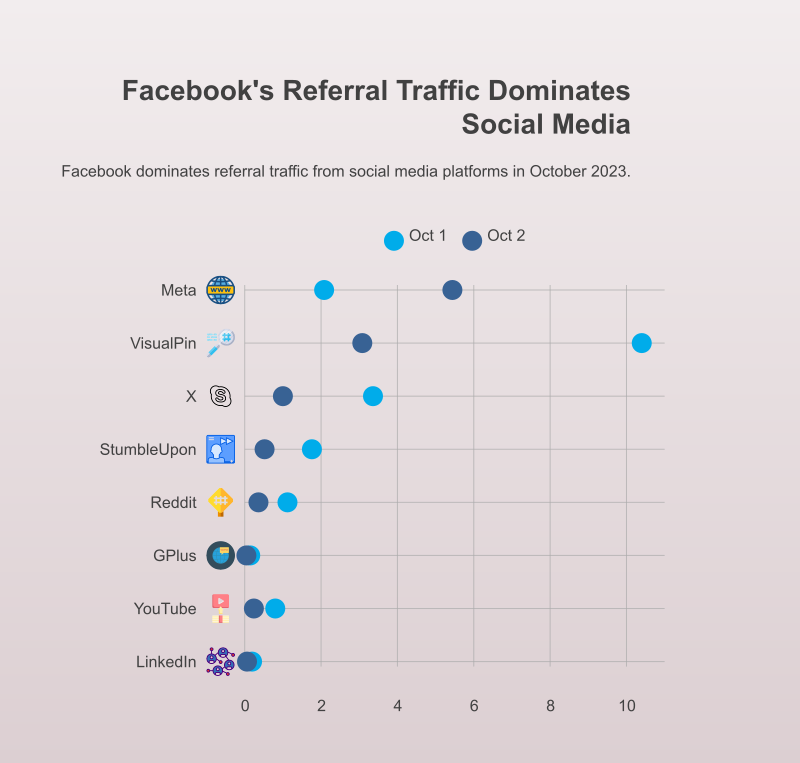 Facebook's Referral Traffic Dominates
Social Media
Facebook dominates referral traffic from social media platforms in October 2023.
Oct 1 Oct 2
Meta
www
VisualPin
X
S
StumbleUpon
Reddit
GPlus
YouTube
LinkedIn
0 2 4 6 8 10